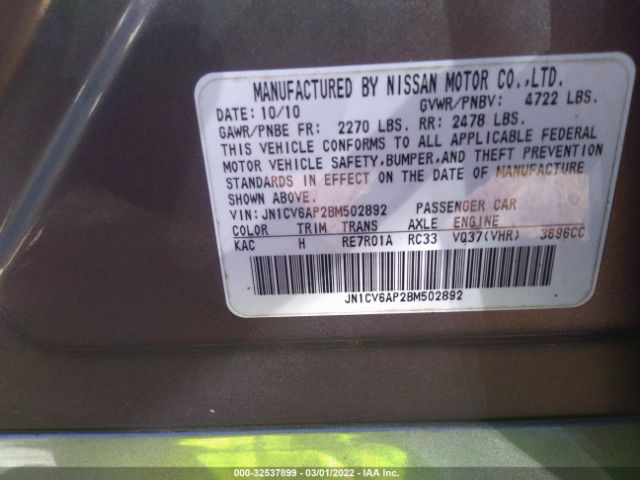 MANUFACTURED BY NISSAN MOTOR CO.,LTD.
DATE: 10/10 GVWR/PNBV: 4722 LBS.
GAWR/PNBE FR: 2270 LBS. RR: 2478 LBS.
THIS VEHICLE CONFORMS TO ALL APPLICABLE FEDERAL
MOTOR VEHICLE SAFETY,BUMPER,AND THEFT PREVENTION
STANDARDS IN EFFECT ON THE DATE OF MANUFACTURE
SHOWN ABOVE.
VIN:JN1CV6AP2BM502892 PASSENGER CAR
COLOR TRIM TRANS AXLE ENGINE
KAC H RE7R01A RC33 VQ37(VHR) 3696CC
JN1CV6AP2BM502892
000-32537899 - 03/01/2022 - IAA Inc.